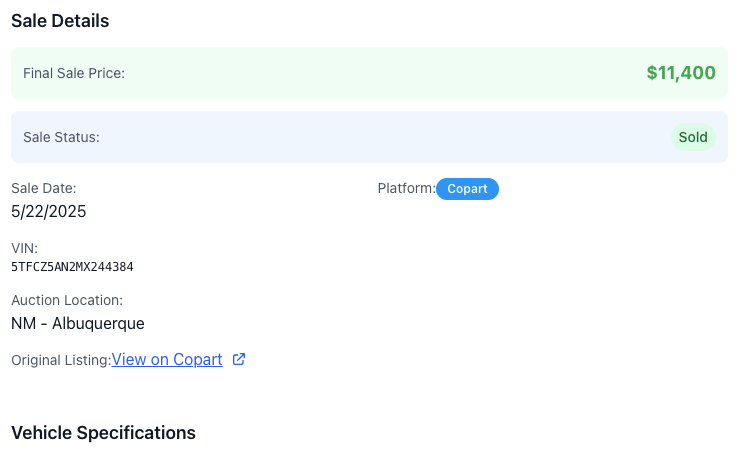 Sale Details
Final Sale Price: $11,400
Sale Status: Sold
Sale Date:
5/22/2025
Platform: Copart
VIN:
5TFCZ5AN2MX244384
Auction Location:
NM - Albuquerque
Original Listing:View on Copart
Vehicle Specifications